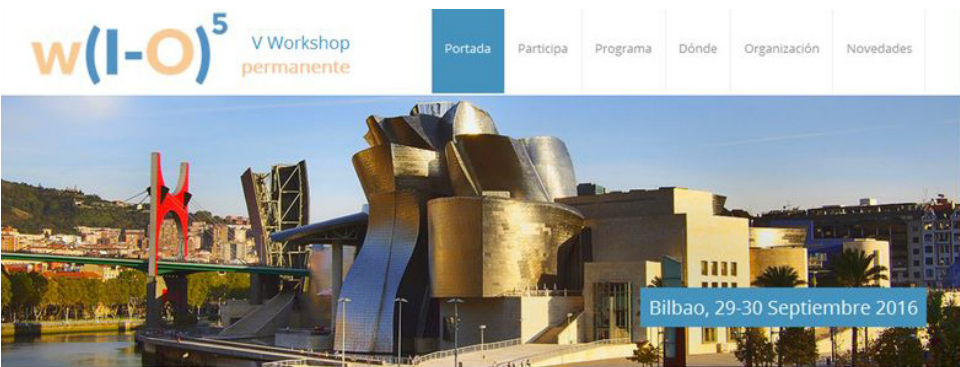 w(I-O)⁵
V Workshop
permanente
Portada
Participa
Programa
Dónde
Organización
Novedades
Bilbao, 29-30 Septiembre 2016